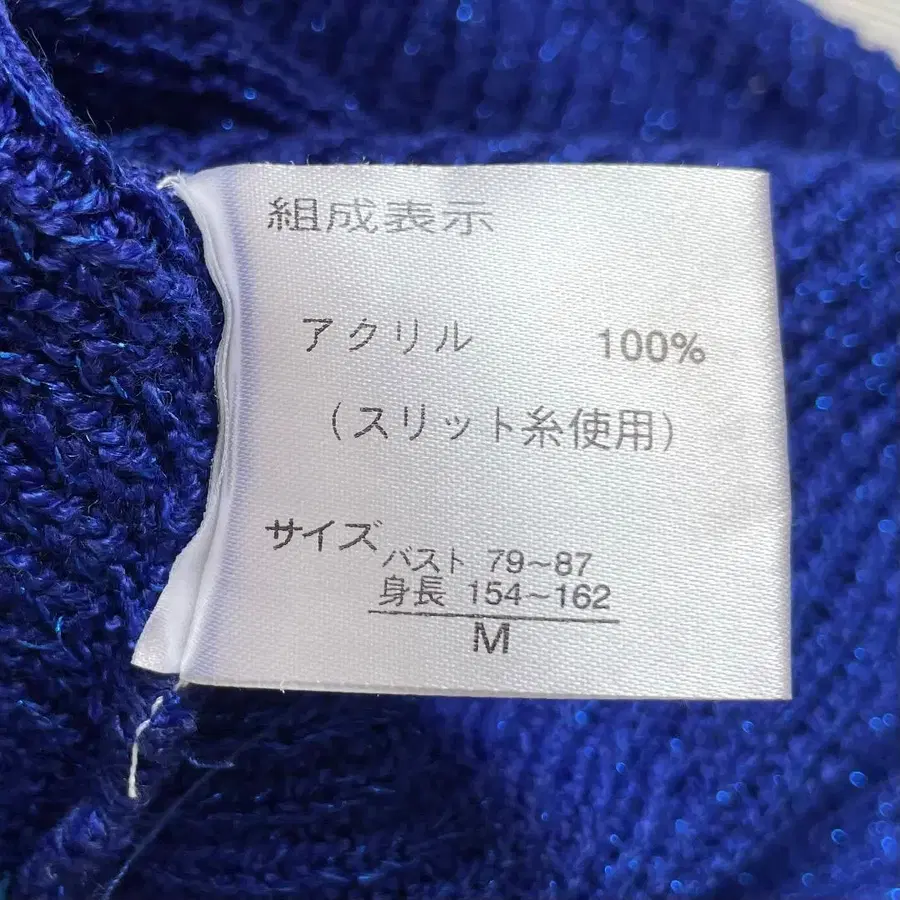 組成表示
アクリル 100%
（スリット糸使用）
サイズ
バスト 79～87
身長 154～162
M